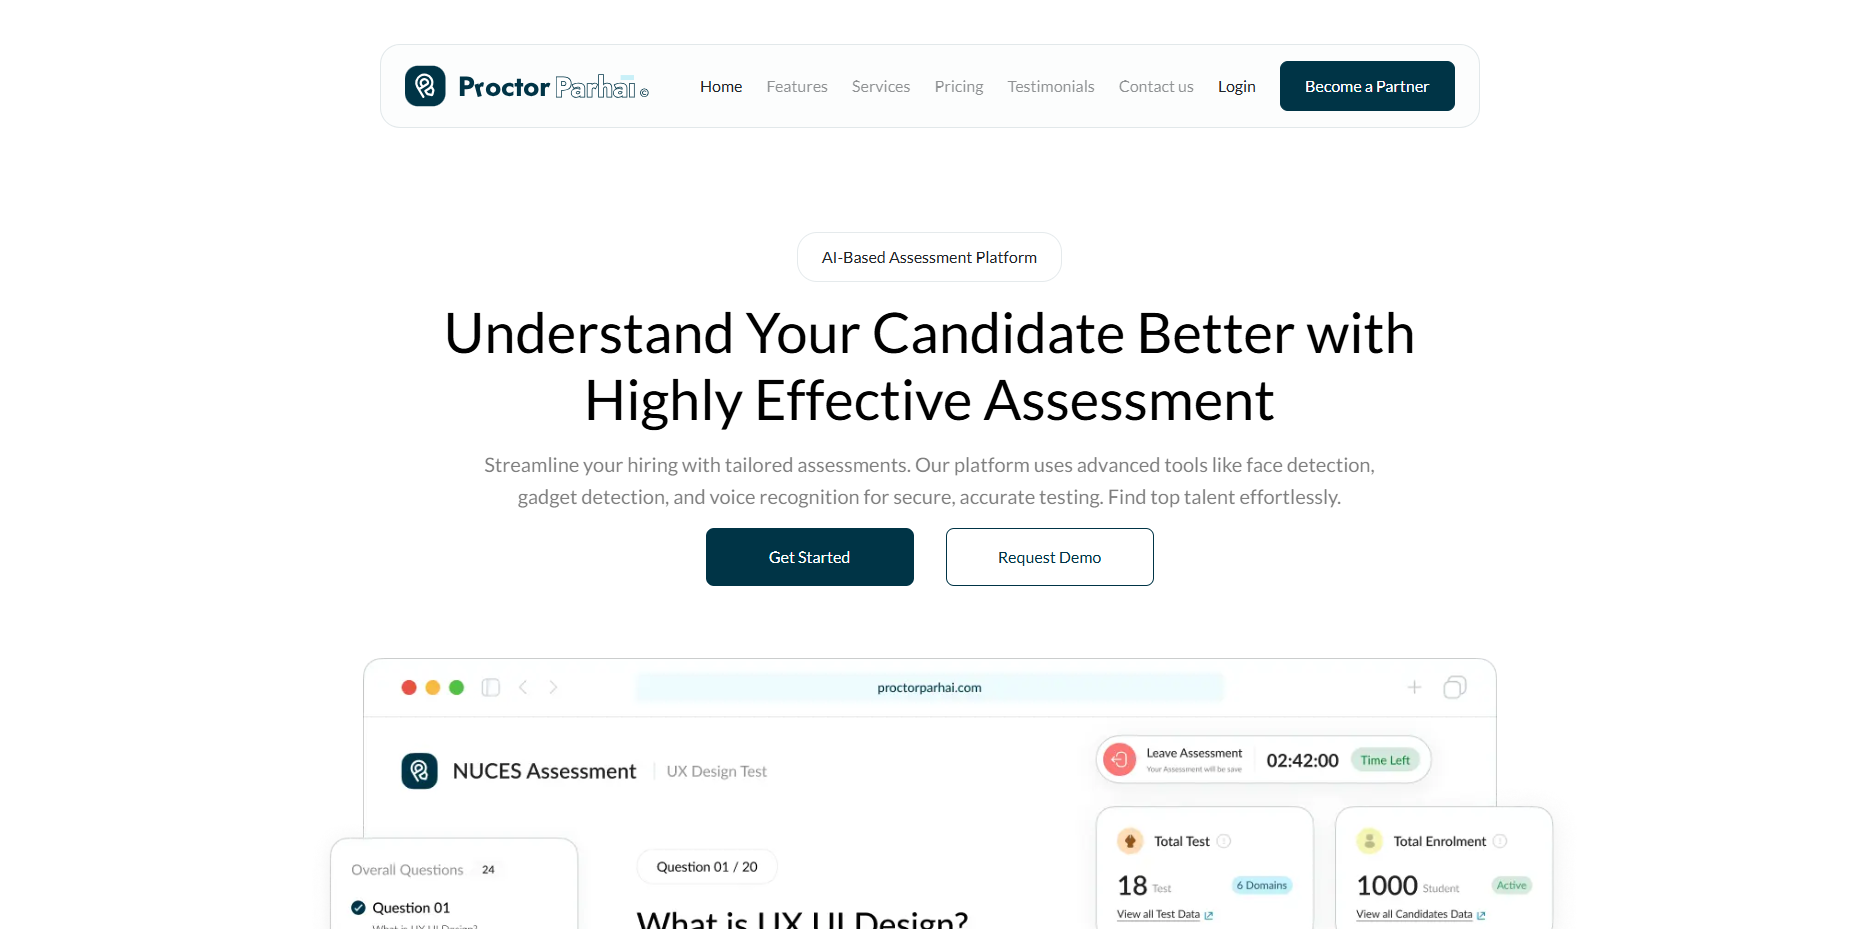 Proctor Parhai ©
Home
Features
Services
Pricing
Testimonials
Contact us
Login
Become a Partner
AI-Based Assessment Platform
Understand Your Candidate Better with
Highly Effective Assessment
Streamline your hiring with tailored assessments. Our platform uses advanced tools like face detection,
gadget detection, and voice recognition for secure, accurate testing. Find top talent effortlessly.
Get Started
Request Demo
proctorparhai.com
NUCES Assessment
UX Design Test
Leave Assessment
Your Assessment will be save
02:42:00
Time Left
Total Test
18 Test
6 Domains
View all Test Data
Total Enrolment
1000 Student
Active
View all Candidates Data
Overall Questions 24
Question 01
What is UX UI Design?
Question 01 / 20
What is UX UI Design?